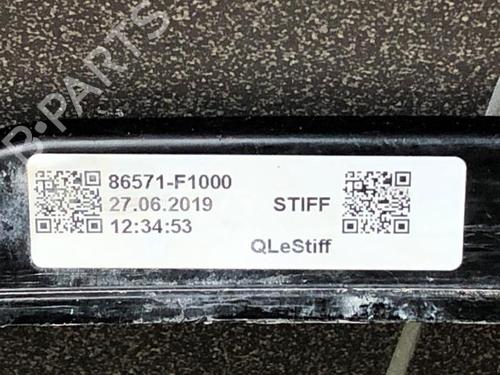 B-PARTS
86571-F1000
27.06.2019 STIFF
12:34:53
QLeStiff